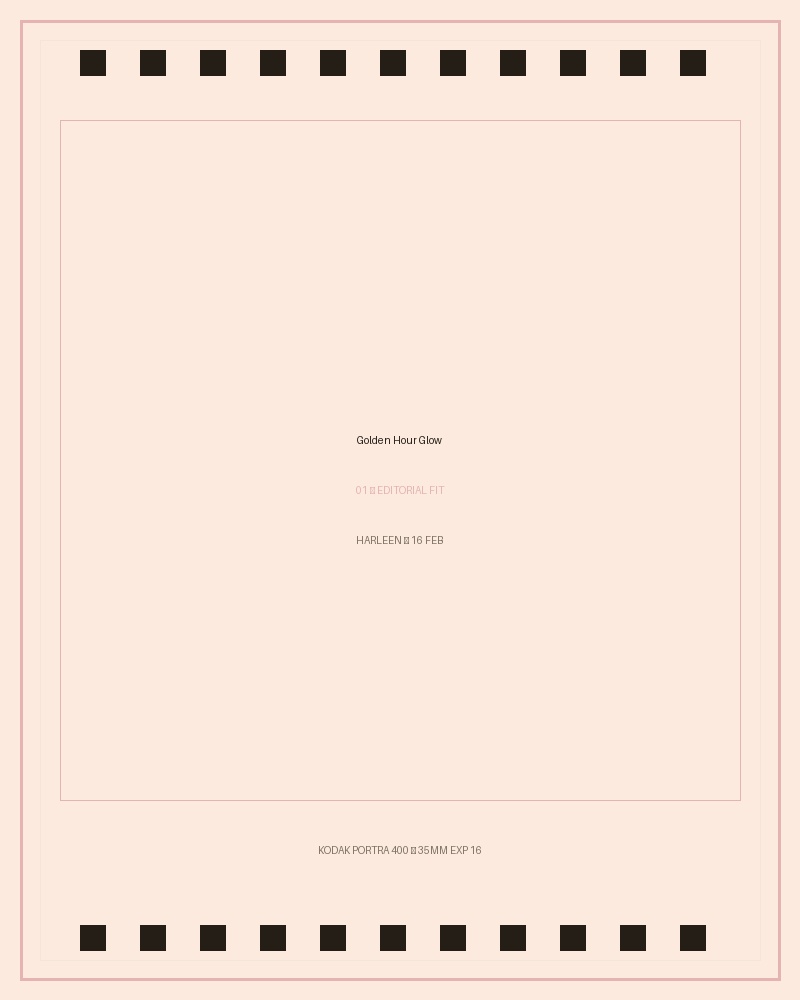 Golden Hour Glow
01 ▯ EDITORIAL FIT
HARLEEN ▯ 16 FEB
KODAK PORTRA 400 ▯ 35MM EXP 16